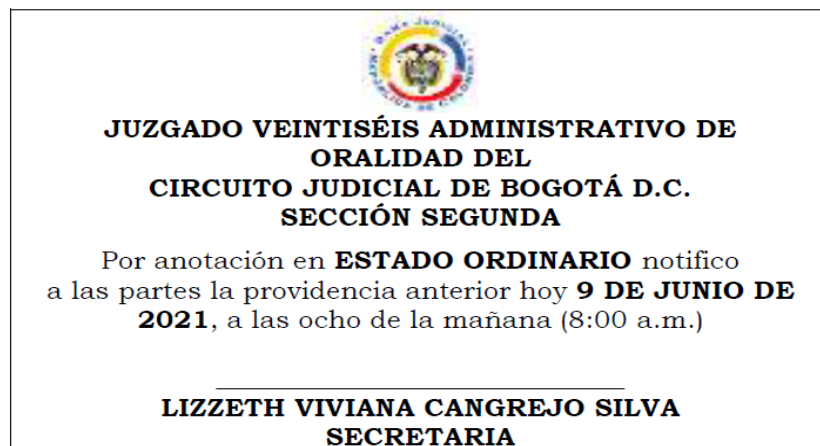 JUZGADO VEINTISÉIS ADMINISTRATIVO DE
ORALIDAD DEL
CIRCUITO JUDICIAL DE BOGOTÁ D.C.
SECCIÓN SEGUNDA
Por anotación en ESTADO ORDINARIO notifico
a las partes la providencia anterior hoy 9 DE JUNIO DE
2021, a las ocho de la mañana (8:00 a.m.)
LIZZETH VIVIANA CANGREJO SILVA
SECRETARIA